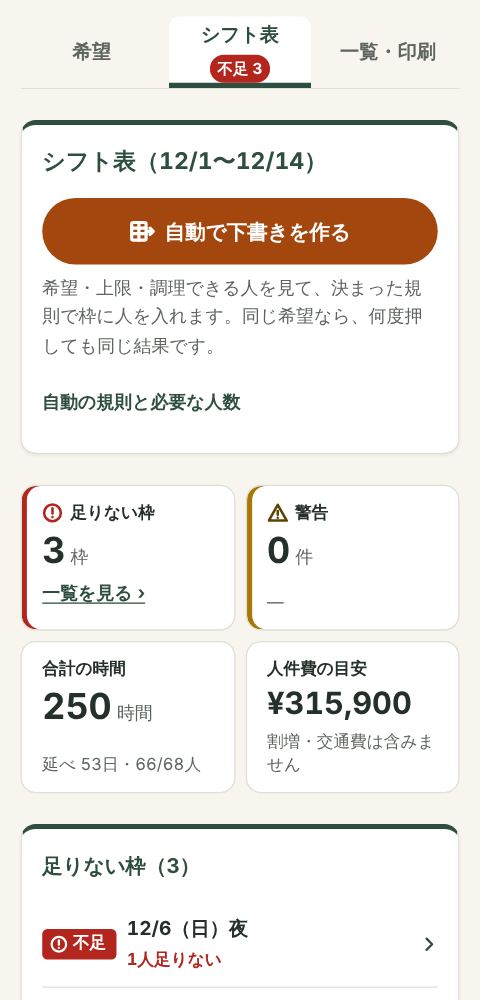 希望
シフト表
不足 3
一覧・印刷
シフト表（12/1〜12/14）
自動で下書きを作る
希望・上限・調理できる人を見て、決まった規
則で枠に人を入れます。同じ希望なら、何度押
しても同じ結果です。
自動の規則と必要な人数
足りない枠
3 枠
一覧を見る ›
警告
0 件
—
合計の時間
250 時間
延べ 53日・66/68人
人件費の目安
¥315,900
割増・交通費は含みま
せん
足りない枠（3）
不足
12/6（日）夜
1人足りない